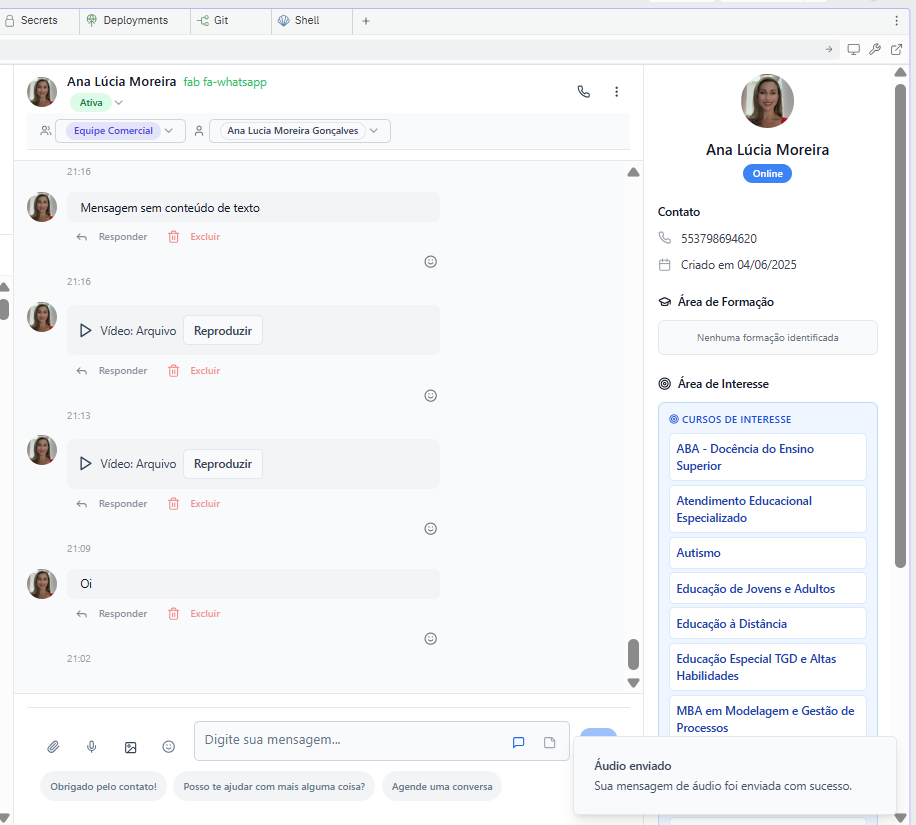 Secrets
Deployments
Git
Shell
Ana Lúcia Moreira fab fa-whatsapp
Ativa
Equipe Comercial
Ana Lucia Moreira Gonçalves
21:16
Mensagem sem conteúdo de texto
Responder Excluir
21:16
Vídeo: Arquivo Reproduzir
Responder Excluir
21:13
Vídeo: Arquivo Reproduzir
Responder Excluir
21:09
Oi
Responder Excluir
21:02
Digite sua mensagem...
Obrigado pelo contato!
Posso te ajudar com mais alguma coisa?
Agende uma conversa
Ana Lúcia Moreira
Online
Contato
553798694620
Criado em 04/06/2025
Área de Formação
Nenhuma formação identificada
Área de Interesse
CURSOS DE INTERESSE
ABA - Docência do Ensino
Superior
Atendimento Educacional
Especializado
Autismo
Educação de Jovens e Adultos
Educação à Distância
Educação Especial TGD e Altas
Habilidades
MBA em Modelagem e Gestão de
Processos
Áudio enviado
Sua mensagem de áudio foi enviada com sucesso.